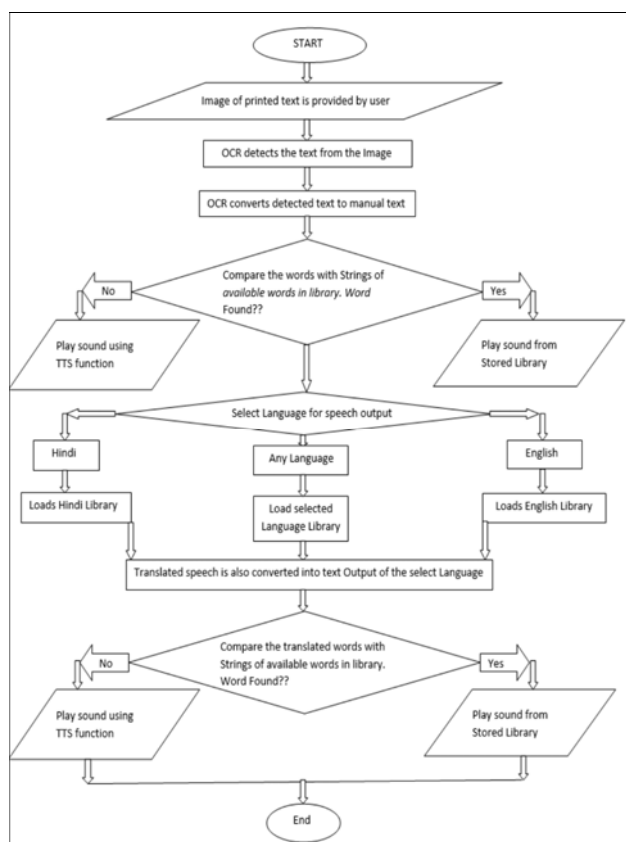 START
Image of printed text is provided by user
OCR detects the text from the Image
OCR converts detected text to manual text
Compare the words with Strings of
available words in library. Word
Found??
No
Yes
Play sound using
TTS function
Play sound from
Stored Library
Select Language for speech output
Hindi
Any Language
English
Loads Hindi Library
Load selected
Language Library
Loads English Library
Translated speech is also converted into text Output of the select Language
Compare the translated words with
Strings of available words in library.
Word Found??
No
Yes
Play sound using
TTS function
Play sound from
Stored Library
End